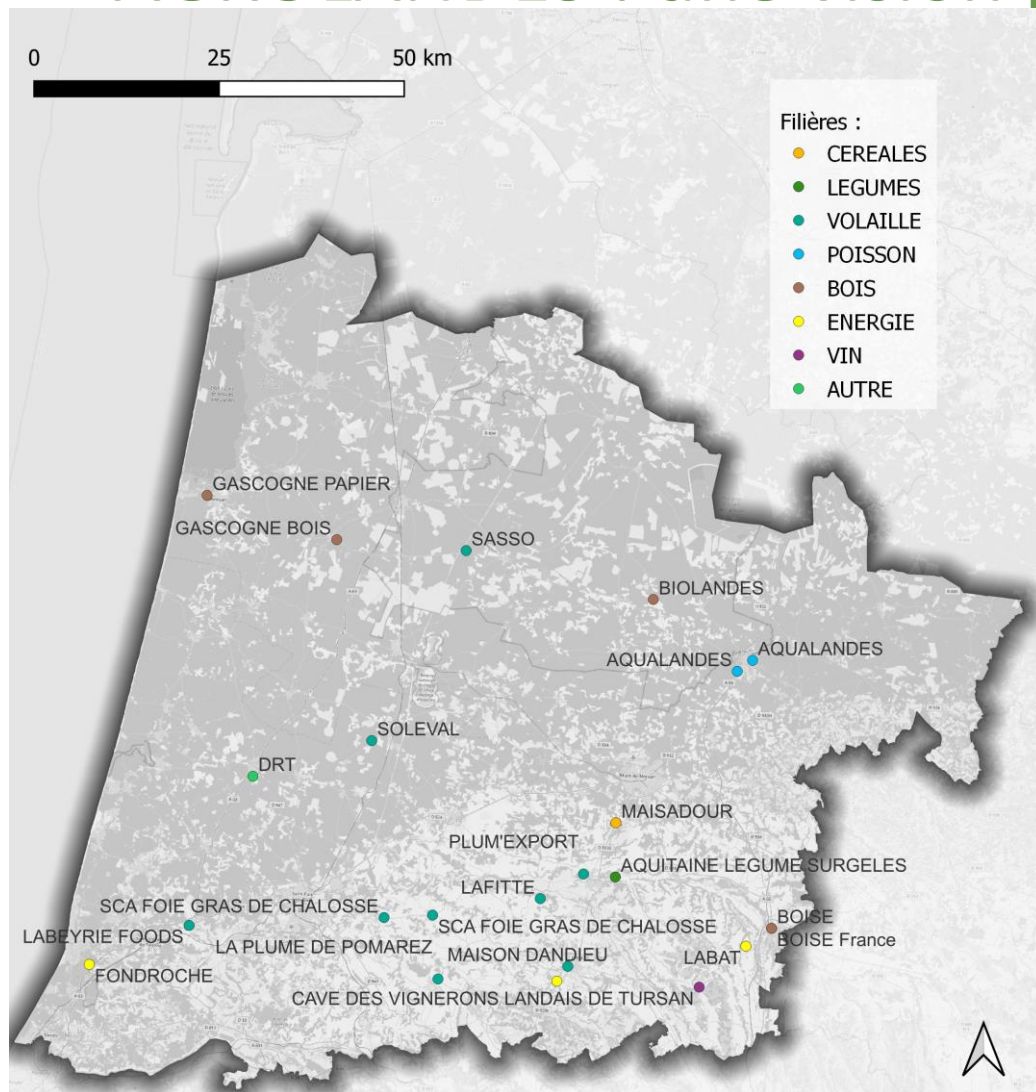 0 25 50 km
Filières :
CEREALES
LEGUMES
VOLAILLE
POISSON
BOIS
ENERGIE
VIN
AUTRE
GASCOGNE PAPIER
GASCOGNE BOIS
SASSO
BIOLANDES
AQUALANDES
AQUALANDES
SOLEVAL
DRT
MAISADOUR
PLUM'EXPORT
AQUITAINE LEGUME SURGELES
LAFITTE
SCA FOIE GRAS DE CHALOSSE
SCA FOIE GRAS DE CHALOSSE
BOISE
LABEYRIE FOODS
BOISE France
LA PLUME DE POMAREZ
MAISON DANDIEU
LABAT
FONDROCHE
CAVE DES VIGNERONS LANDAIS DE TURSAN